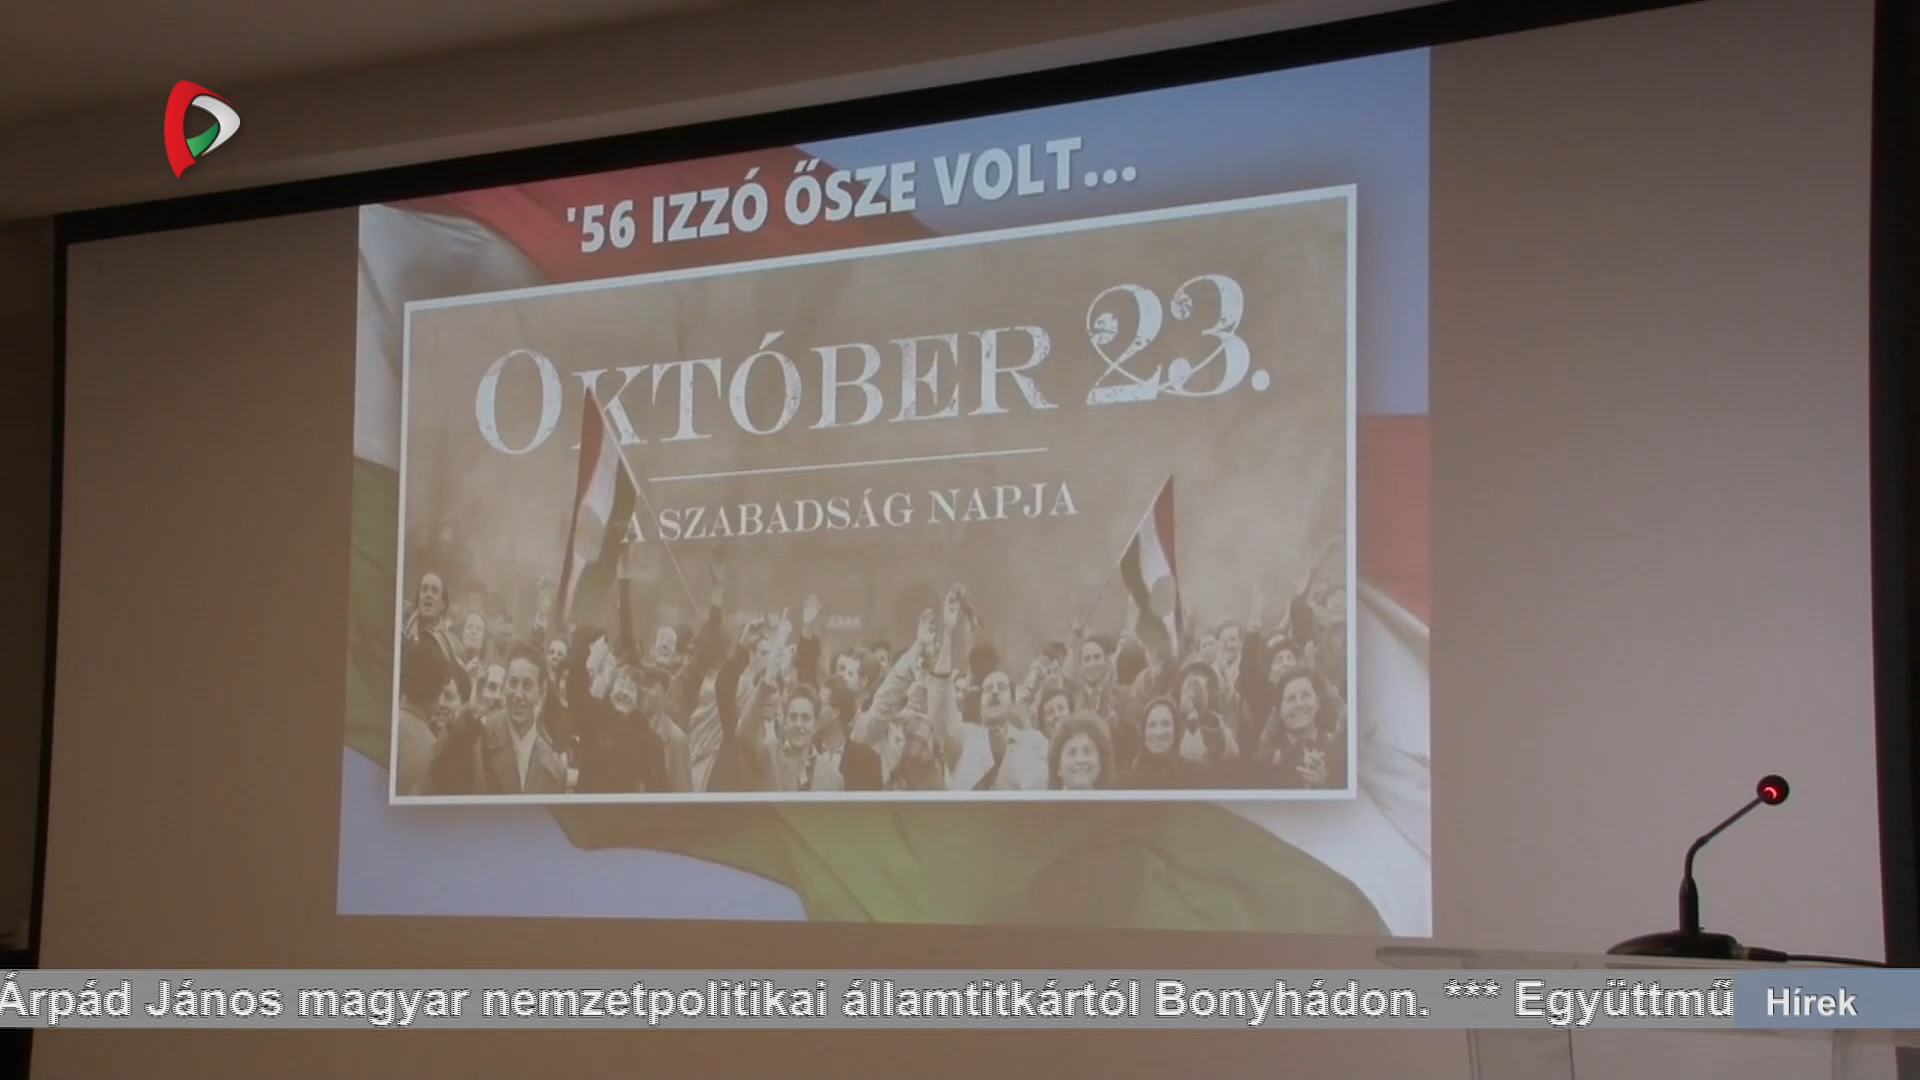 '56 IZZÓ ŐSZE VOLT...
OKTÓBER 23.
A SZABADSÁG NAPJA
Árpád János magyar nemzetpolitikai államtitkártól Bonyhádon. *** Együttmű
Hírek